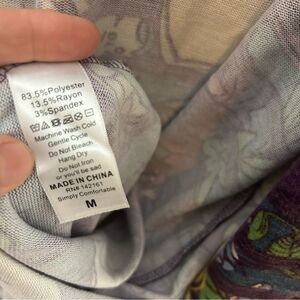 83.5%Polyester
13.5%Rayon
3%Spandex
Machine Wash Cold
Gentle Cycle
Do Not Bleach
Hang Dry
Do Not Iron
or you'll be sad
MADE IN CHINA
RN# 142161
Simply Comfortable
M